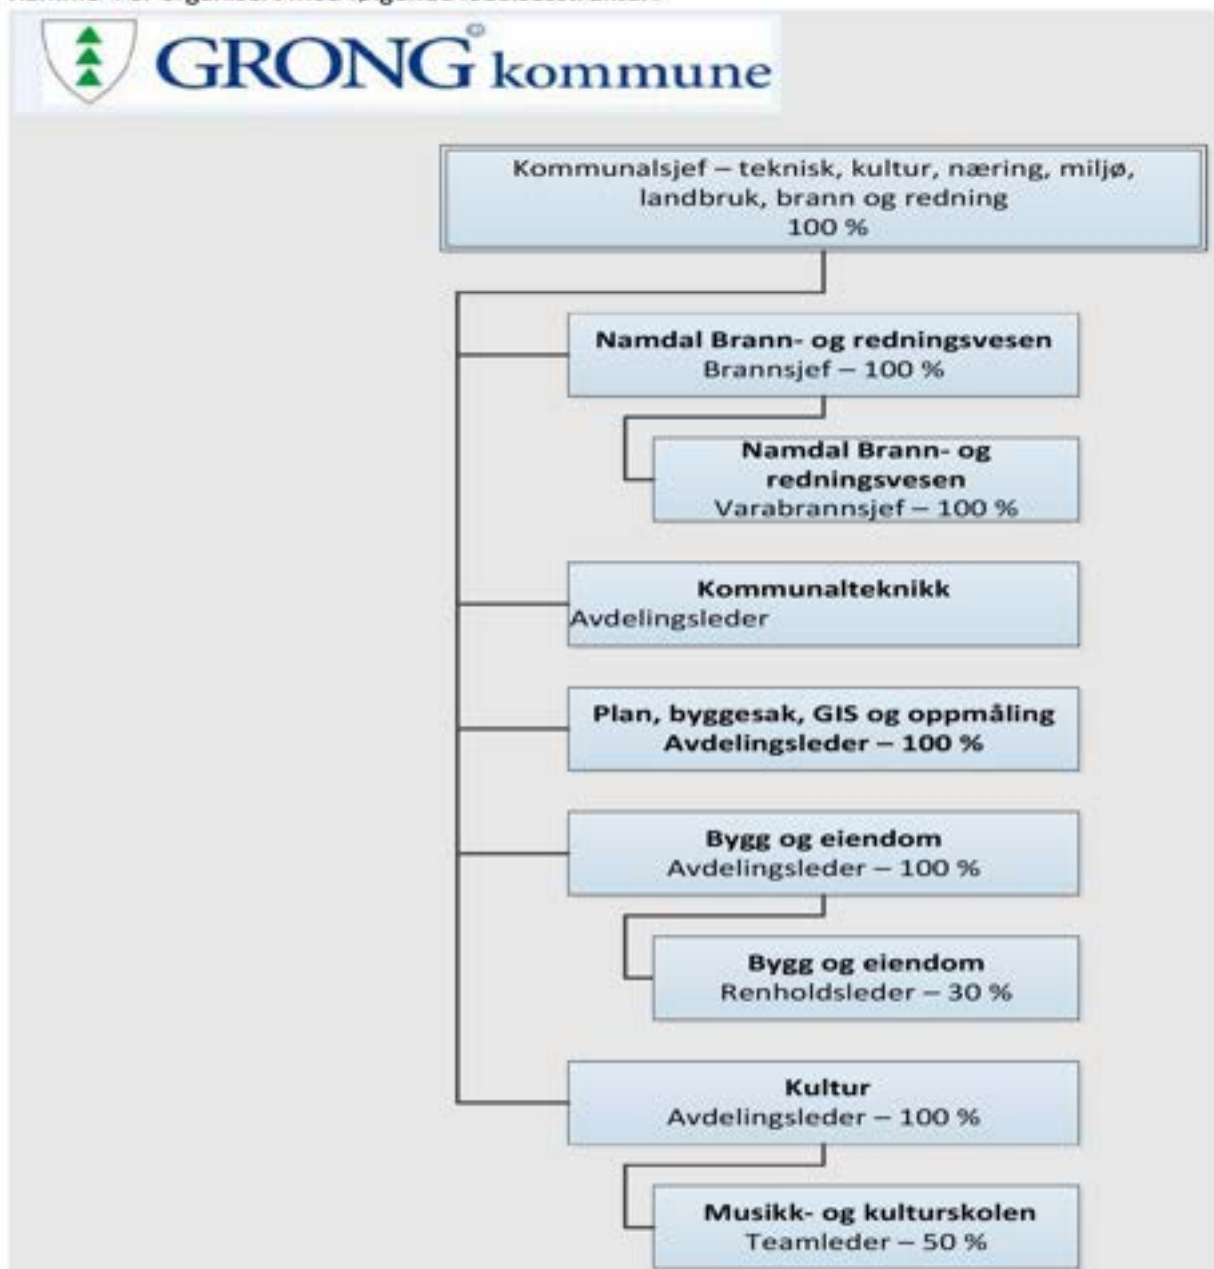 GRONG kommune
Kommunalsjef – teknisk, kultur, næring, miljø,
landbruk, brann og redning
100 %
Namdal Brann- og redningsvesen
Brannsjef – 100 %
Namdal Brann- og
redningsvesen
Varabrannsjef – 100 %
Kommunalteknikk
Avdelingsleder
Plan, byggesak, GIS og oppmåling
Avdelingsleder – 100 %
Bygg og eiendom
Avdelingsleder – 100 %
Bygg og eiendom
Renholdsleder – 30 %
Kultur
Avdelingsleder – 100 %
Musikk- og kulturskolen
Teamleder – 50 %